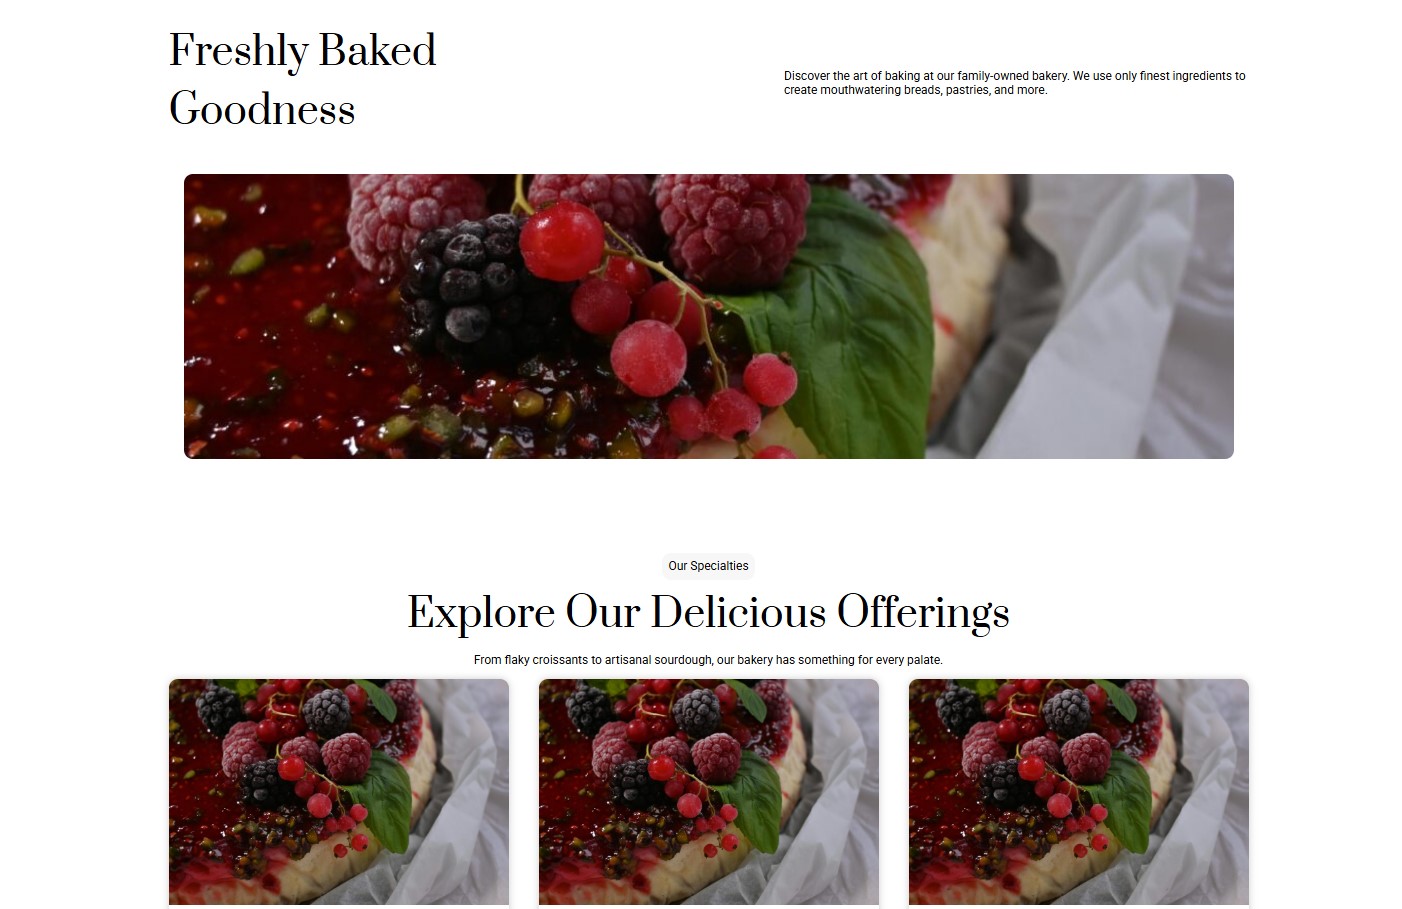 Freshly Baked
Goodness
Discover the art of baking at our family-owned bakery. We use only finest ingredients to
create mouthwatering breads, pastries, and more.
Our Specialties
Explore Our Delicious Offerings
From flaky croissants to artisanal sourdough, our bakery has something for every palate.